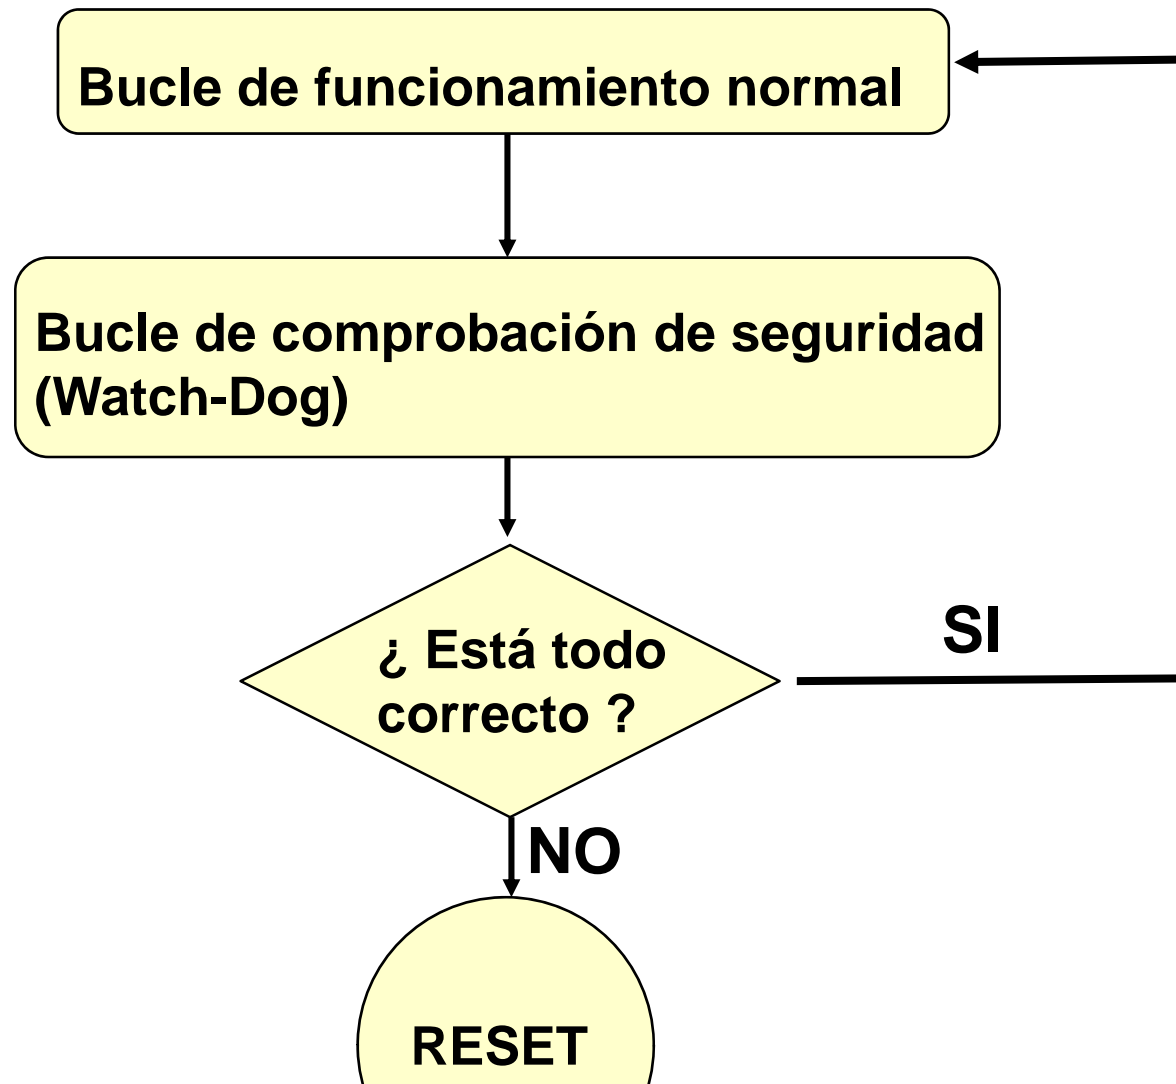 Bucle de funcionamiento normal
Bucle de comprobación de seguridad
(Watch-Dog)
¿ Está todo
correcto ?
SI
NO
RESET